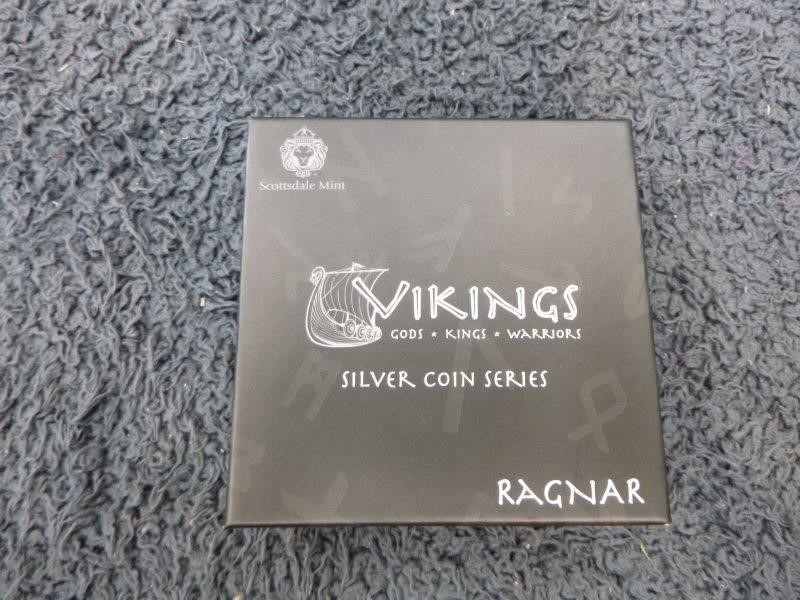 Scottsdale Mint
VIKINGS
GODS ★ KINGS ★ WARRIORS
SILVER COIN SERIES
RAGNAR